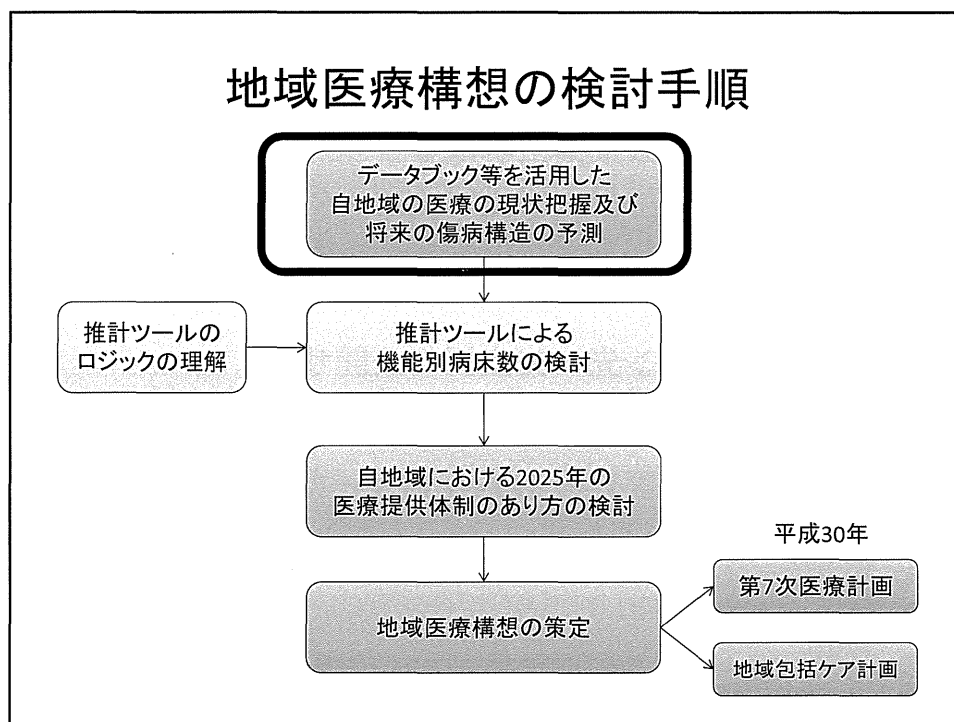 地域医療構想の検討手順
データブック等を活用した
自地域の医療の現状把握及び
将来の傷病構造の予測
推計ツールの
ロジックの理解
推計ツールによる
機能別病床数の検討
自地域における2025年の
医療提供体制のあり方の検討
平成30年
第7次医療計画
地域医療構想の策定
地域包括ケア計画